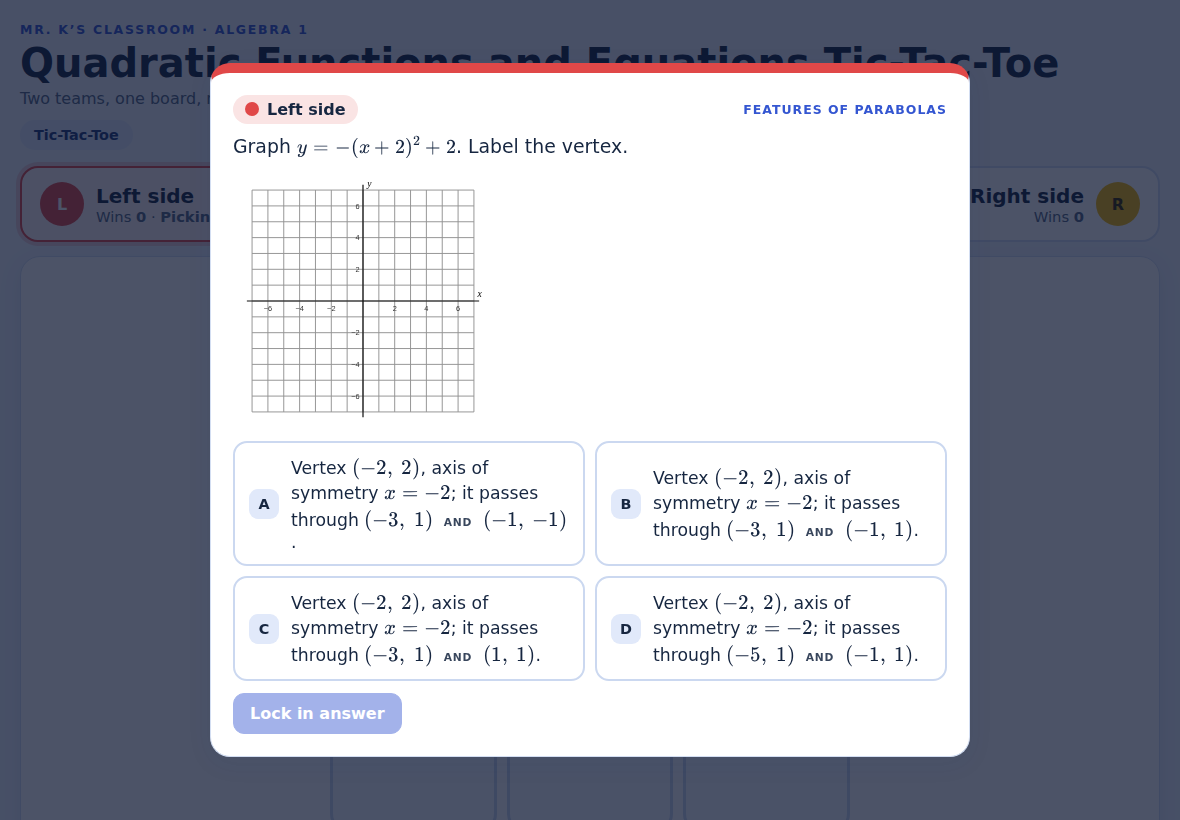 MR. K'S CLASSROOM · ALGEBRA 1
Quadratic Functions and Equations Tic-Tac-Toe
Two teams, one board,
Tic-Tac-Toe
L
Left side
Wins 0 ·
Right side
Wins 0
R
Left side
FEATURES OF PARABOLAS
Graph y = −(x + 2)² + 2. Label the vertex.
y
x
6
4
2
−2
−4
−6
−6
−4
−2
2
4
6
A
Vertex (−2, 2), axis of
symmetry x = −2; it passes
through (−3, 1) AND (−1, −1)
.
B
Vertex (−2, 2), axis of
symmetry x = −2; it passes
through (−3, 1) AND (−1, 1).
C
Vertex (−2, 2), axis of
symmetry x = −2; it passes
through (−3, 1) AND (1, 1).
D
Vertex (−2, 2), axis of
symmetry x = −2; it passes
through (−5, 1) AND (−1, 1).
Lock in answer